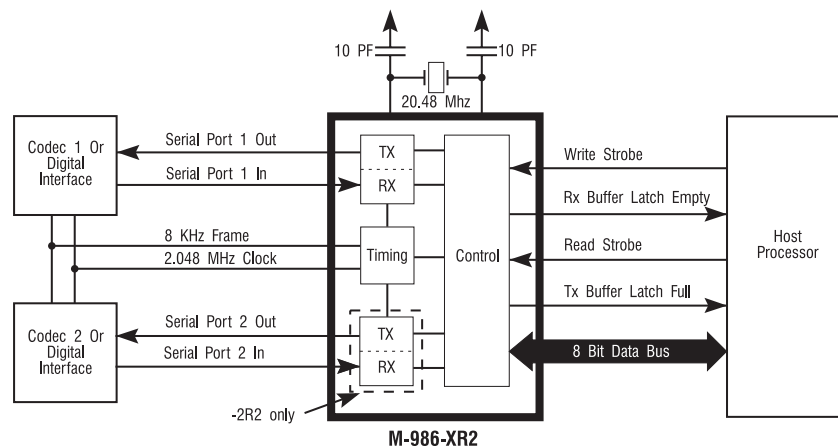 10 PF
10 PF
20.48 Mhz
Codec 1 Or
Digital
Interface
Serial Port 1 Out
Serial Port 1 In
TX
RX
Write Strobe
Rx Buffer Latch Empty
8 KHz Frame
2.048 MHz Clock
Timing
Control
Read Strobe
Host
Processor
Tx Buffer Latch Full
Codec 2 Or
Digital
Interface
Serial Port 2 Out
Serial Port 2 In
TX
RX
8 Bit Data Bus
-2R2 only
M-986-XR2